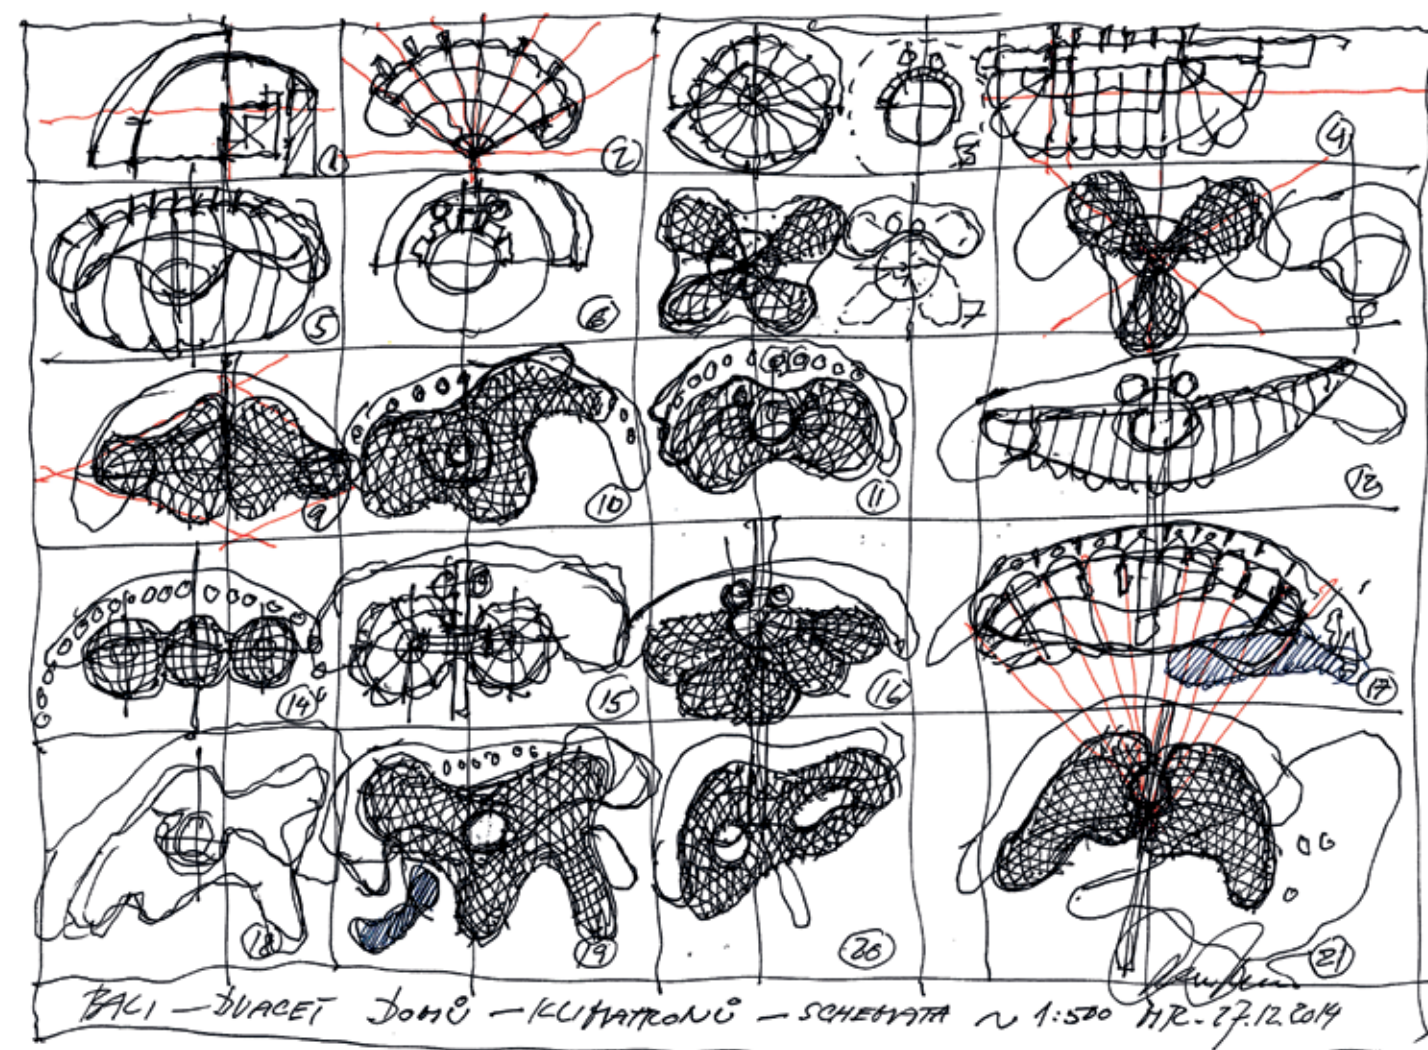 1 2 3 4
5 6 7
9 10 11 12
14 15 16 17
18 19 20 21
BALI — DVACET DOMŮ — KLIMATRONŮ — SCHEMATA ~ 1:500 MR. 27.12.2014